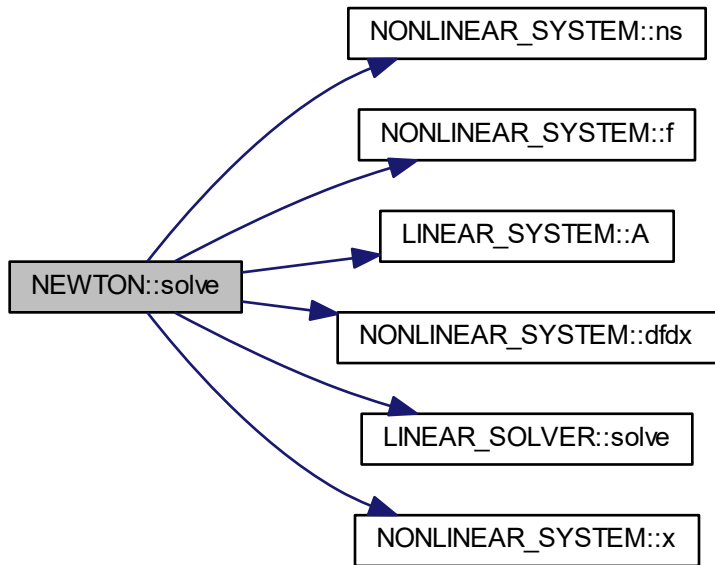 NONLINEAR_SYSTEM::ns
NONLINEAR_SYSTEM::f
LINEAR_SYSTEM::A
NEWTON::solve
NONLINEAR_SYSTEM::dfdx
LINEAR_SOLVER::solve
NONLINEAR_SYSTEM::x